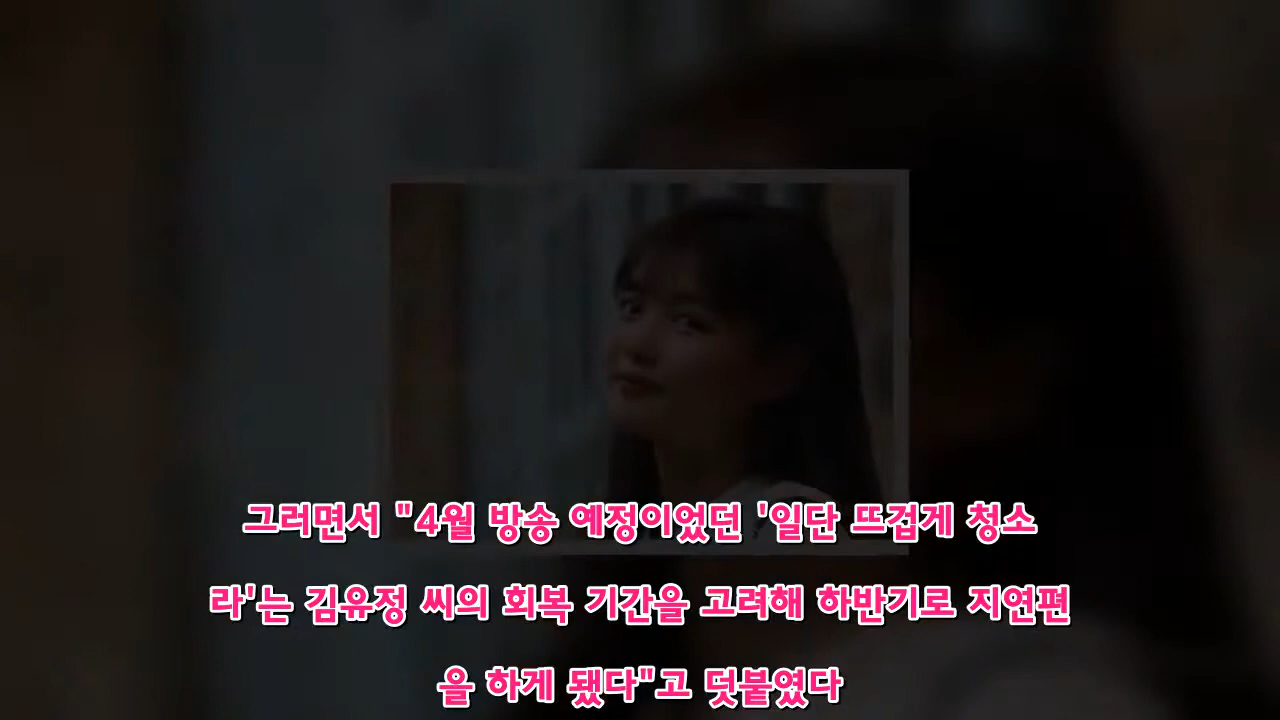 그러면서 "4월 방송 예정이었던 '일단 뜨겁게 청소
라'는 김유정 씨의 회복 기간을 고려해 하반기로 지연편
을 하게 됐다"고 덧붙였다